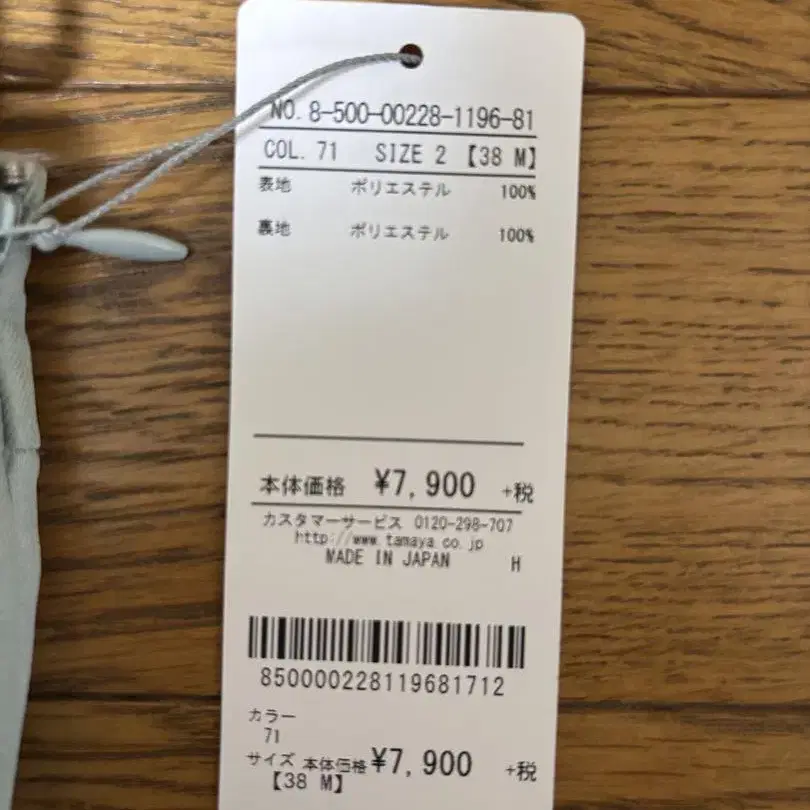 NO. 8-500-00228-1196-81
COL. 71 SIZE 2 【38 M】
表地 ポリエステル 100%
裏地 ポリエステル 100%
本体価格 ¥7,900 +税
カスタマーサービス 0120-298-707
http://www.tamaya.co.jp
MADE IN JAPAN H
850000228119681712
カラー
71
サイズ 本体価格 ¥7,900 +税
【38 M】